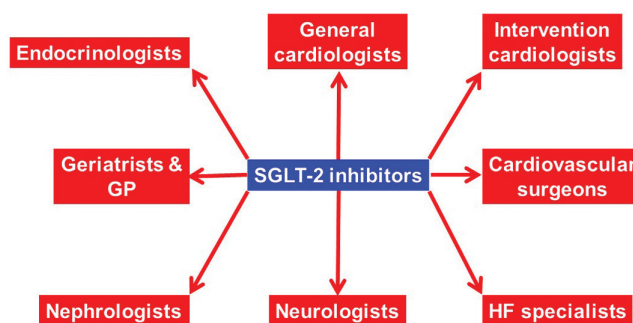 Endocrinologists
General
cardiologists
Intervention
cardiologists
Geriatrists &
GP
SGLT-2 inhibitors
Cardiovascular
surgeons
Nephrologists
Neurologists
HF specialists